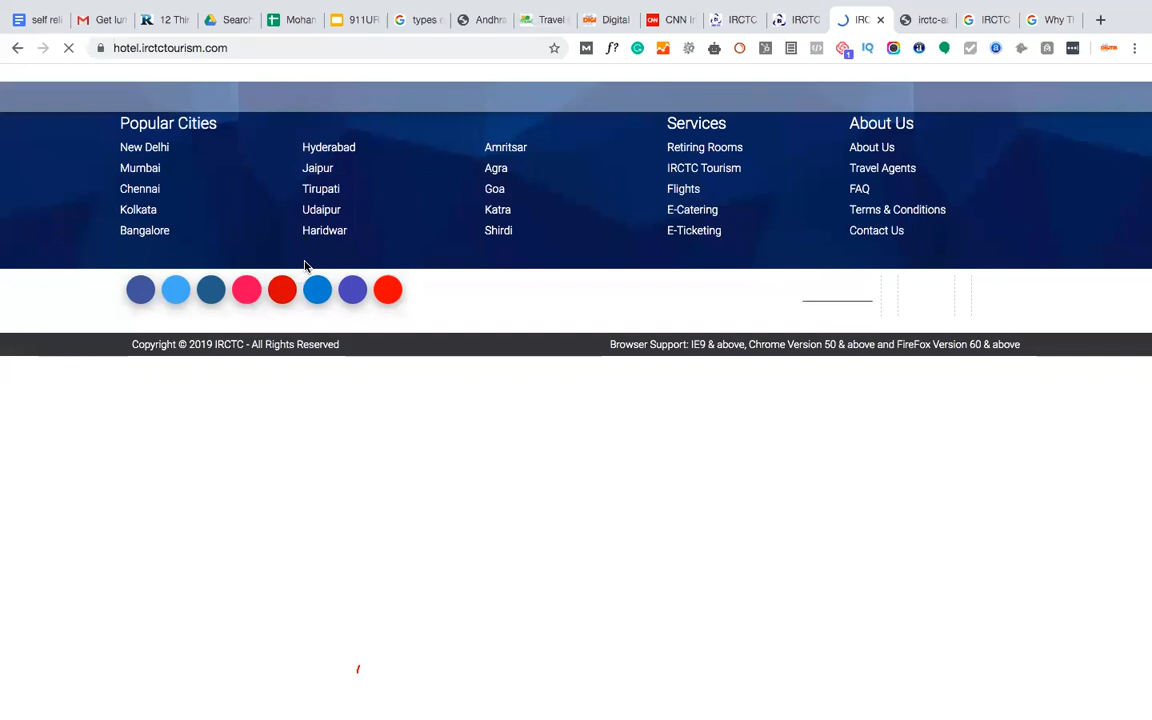 self reli
Get lur
12 Thi
Search
Mohan
911UR
types o
Andhra
Travel
Digital
CNN In
IRCTC
IRCTC
IRC
irctc-a
IRCTC
Why Th
hotel.irctctourism.com
Popular Cities
New Delhi
Mumbai
Chennai
Kolkata
Bangalore
Hyderabad
Jaipur
Tirupati
Udaipur
Haridwar
Amritsar
Agra
Goa
Katra
Shirdi
Services
Retiring Rooms
IRCTC Tourism
Flights
E-Catering
E-Ticketing
About Us
About Us
Travel Agents
FAQ
Terms & Conditions
Contact Us
Copyright © 2019 IRCTC - All Rights Reserved
Browser Support: IE9 & above, Chrome Version 50 & above and FireFox Version 60 & above